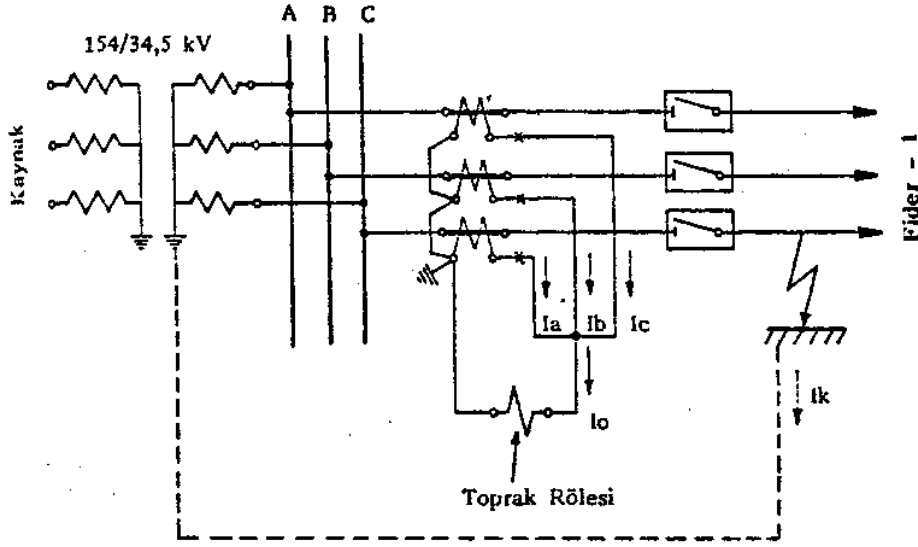 A B C
154/34,5 kV
Kaynak
Fider - 1
Ia Ib Ic
Ik
Io
Toprak Rölesi